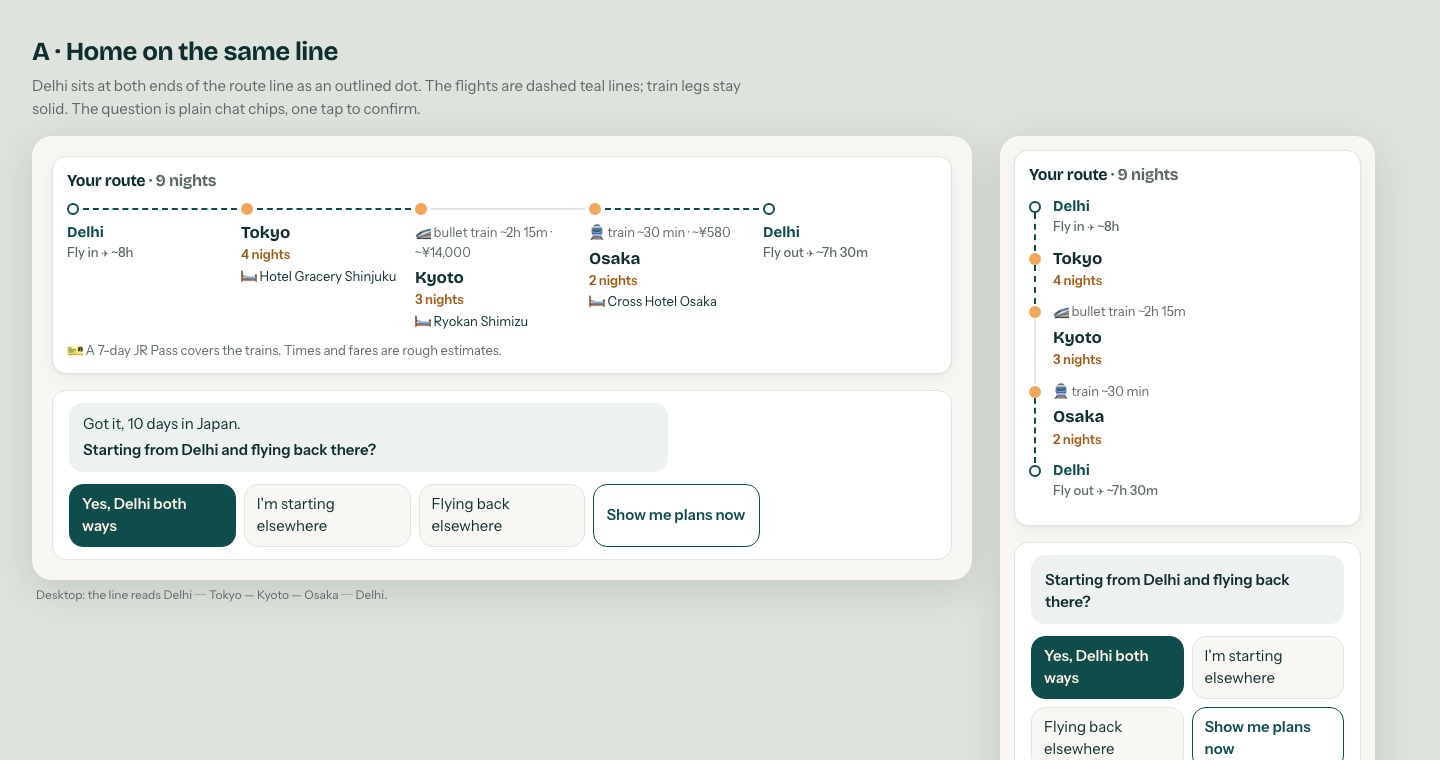 A · Home on the same line
Delhi sits at both ends of the route line as an outlined dot. The flights are dashed teal lines; train legs stay
solid. The question is plain chat chips, one tap to confirm.
Your route · 9 nights
Delhi
Fly in ✈ ~8h
Tokyo
4 nights
🛏️ Hotel Gracery Shinjuku
🚄 bullet train ~2h 15m ·
~¥14,000
Kyoto
3 nights
🛏️ Ryokan Shimizu
🚆 train ~30 min · ~¥580
Osaka
2 nights
🛏️ Cross Hotel Osaka
Delhi
Fly out ✈ ~7h 30m
🎫 A 7-day JR Pass covers the trains. Times and fares are rough estimates.
Got it, 10 days in Japan.
Starting from Delhi and flying back there?
Yes, Delhi both
ways
I'm starting
elsewhere
Flying back
elsewhere
Show me plans now
Desktop: the line reads Delhi ┄ Tokyo — Kyoto — Osaka ┄ Delhi.
Your route · 9 nights
Delhi
Fly in ✈ ~8h
Tokyo
4 nights
🚄 bullet train ~2h 15m
Kyoto
3 nights
🚆 train ~30 min
Osaka
2 nights
Delhi
Fly out ✈ ~7h 30m
Starting from Delhi and flying back
there?
Yes, Delhi both
ways
I'm starting
elsewhere
Flying back
elsewhere
Show me plans
now